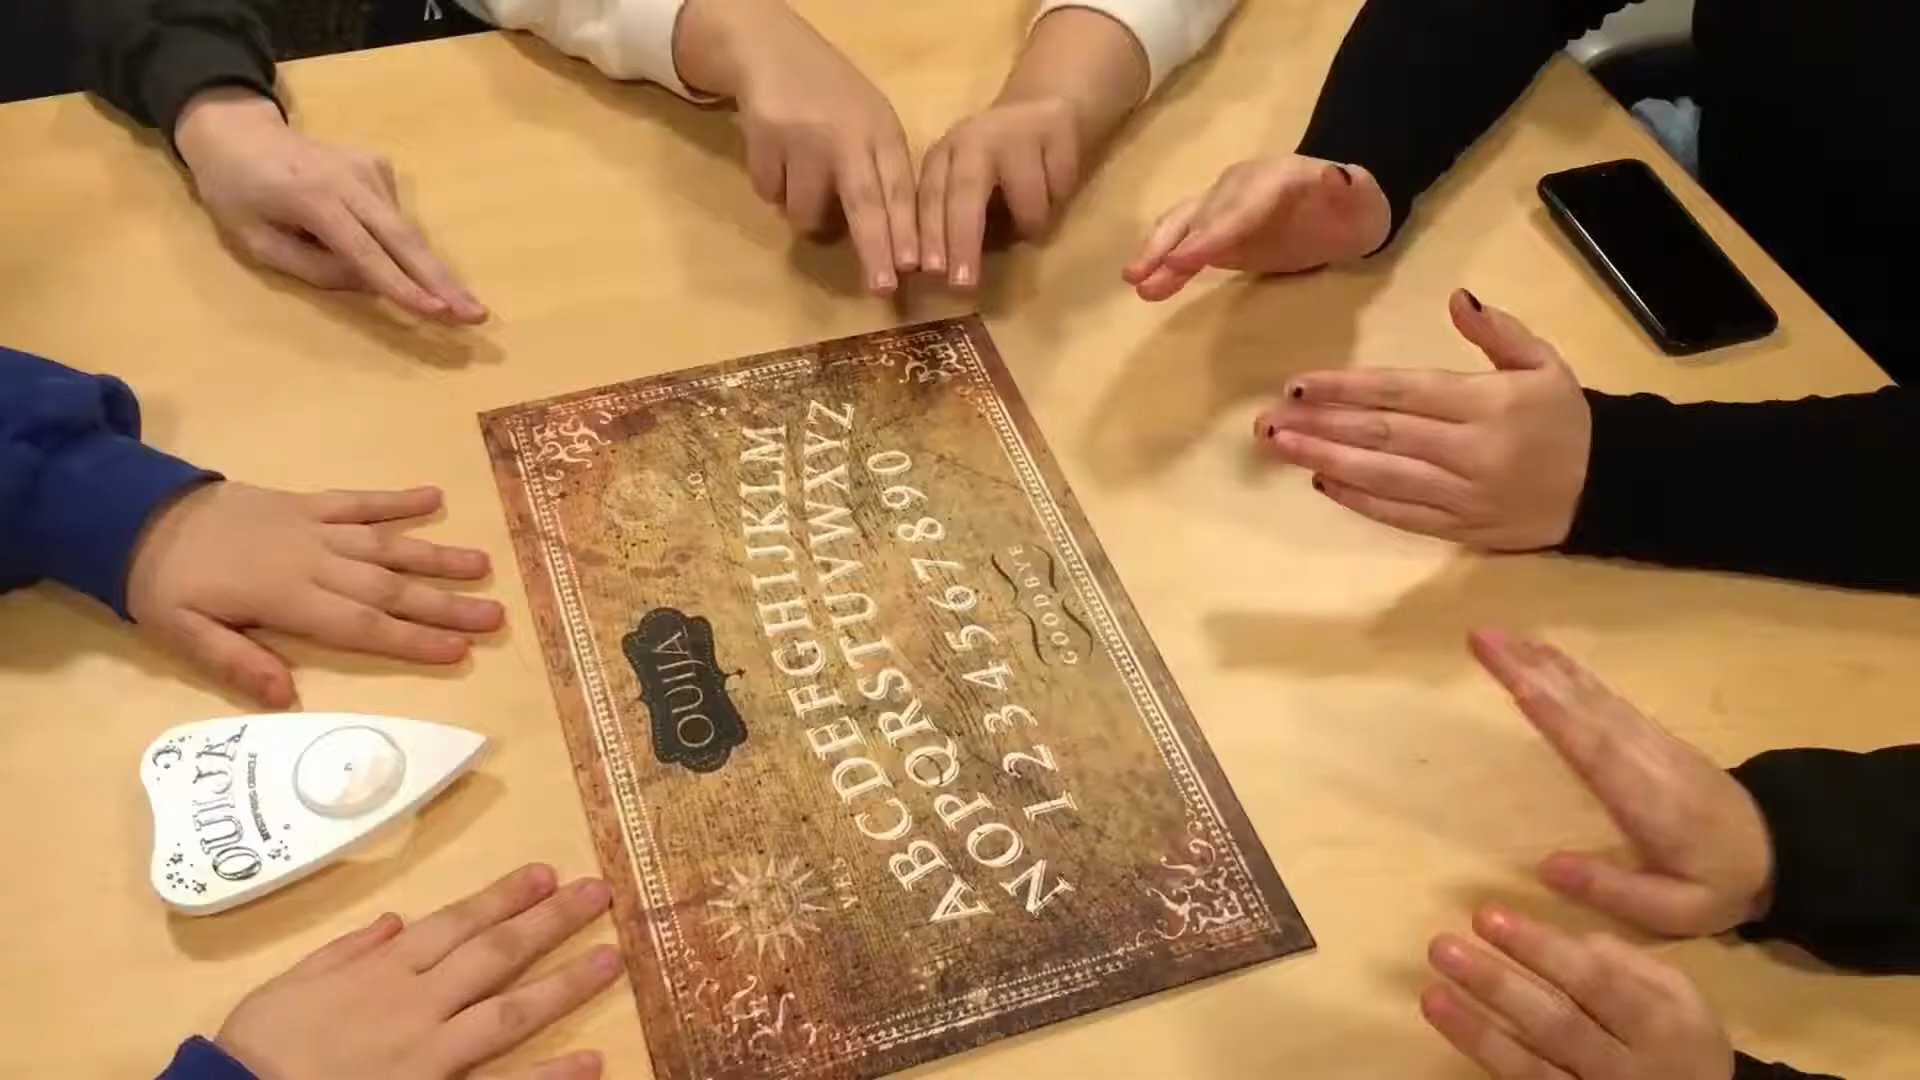 YES
OUIJA
NO
ABCDEFGHIJKLM
NOPQRSTUVWXYZ
1234567890
GOODBYE
OUIJA